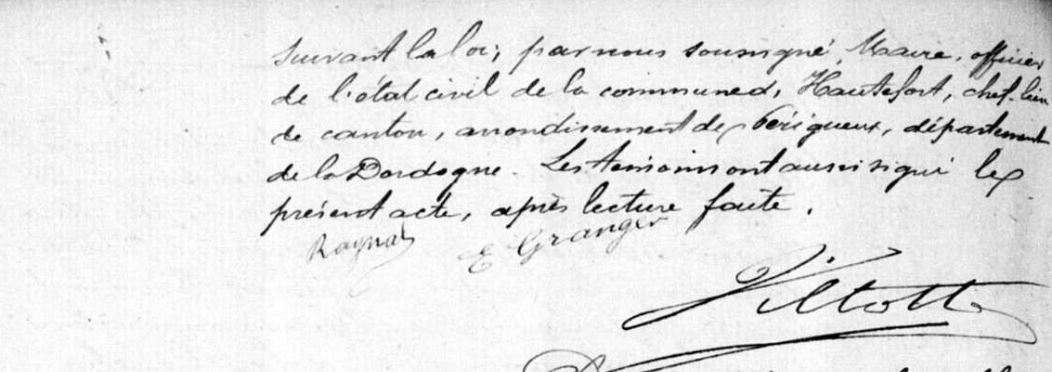 Suivant la loi, par nous soussigné, Maire, officier
de l'état civil de la commune d'Hautefort, chef-lieu
de canton, arrondissement de Périgueux, département
de la Dordogne. Les témoins ont aussi signé le
présent acte, après lecture faite.
Raynal E Granger